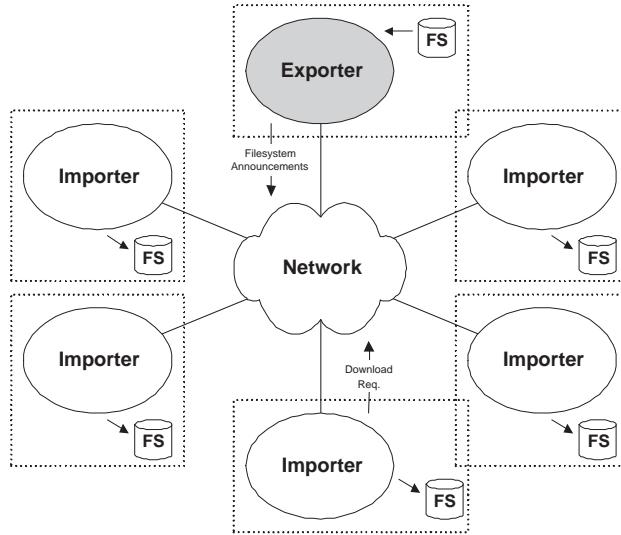 FS
Exporter
Filesystem
Announcements
Importer
FS
Importer
FS
Network
Importer
FS
Importer
FS
Download
Req.
Importer
FS